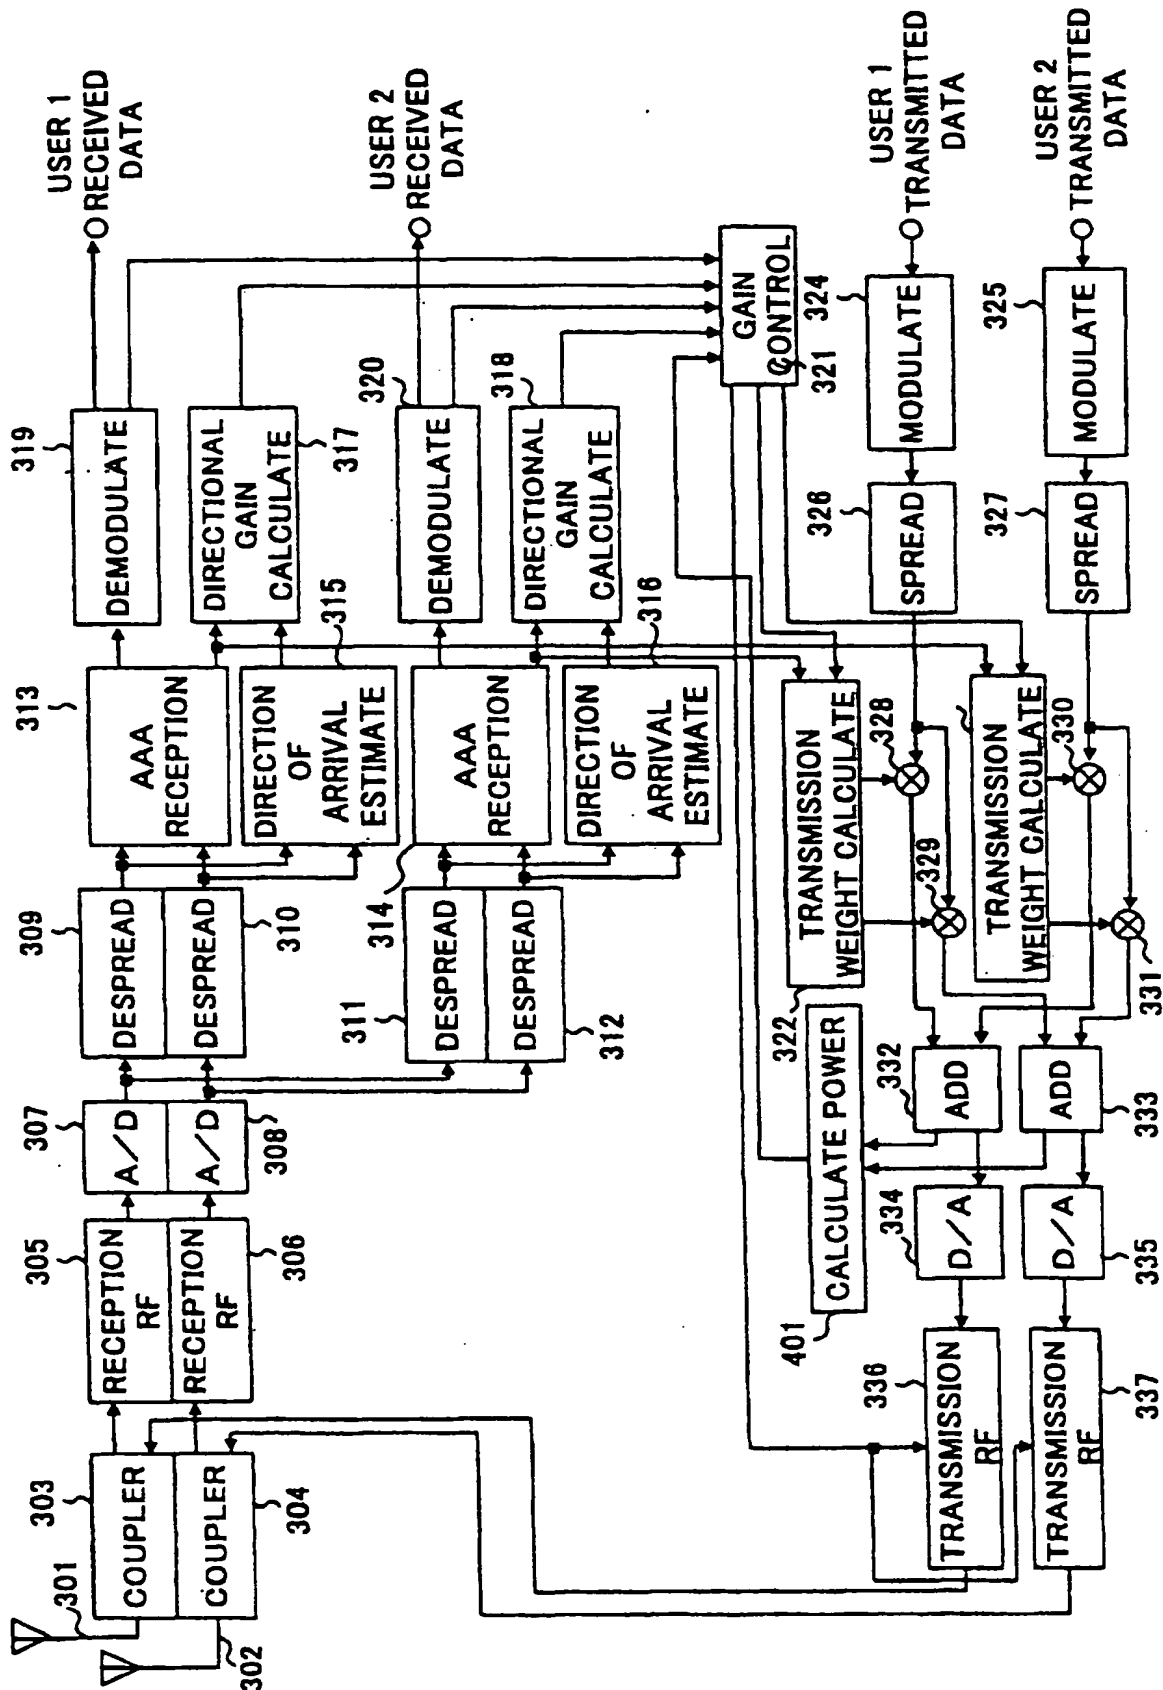 USER 1
RECEIVED
DATA
USER 2
RECEIVED
DATA
USER 1
TRANSMITTED
DATA
USER 2
TRANSMITTED
DATA
319
DEMODULATE
DIRECTIONAL
GAIN
CALCULATE
317
320
DEMODULATE
318
DIRECTIONAL
GAIN
CALCULATE
GAIN
CONTROL
321
324
MODULATE
325
MODULATE
326
SPREAD
327
SPREAD
313
AAA
RECEPTION
315
DIRECTION
OF
ARRIVAL
ESTIMATE
314
AAA
RECEPTION
316
DIRECTION
OF
ARRIVAL
ESTIMATE
322
TRANSMISSION
WEIGHT CALCULATE
328
329
TRANSMISSION
WEIGHT CALCULATE
330
331
309
DESPREAD
DESPREAD
310
311
DESPREAD
DESPREAD
312
307
A/D
A/D
308
305
RECEPTION
RF
RECEPTION
RF
306
303
COUPLER
COUPLER
304
301
302
CALCULATE POWER
401
332
ADD
ADD
333
334
D/A
D/A
335
336
TRANSMISSION
RF
TRANSMISSION
RF
337